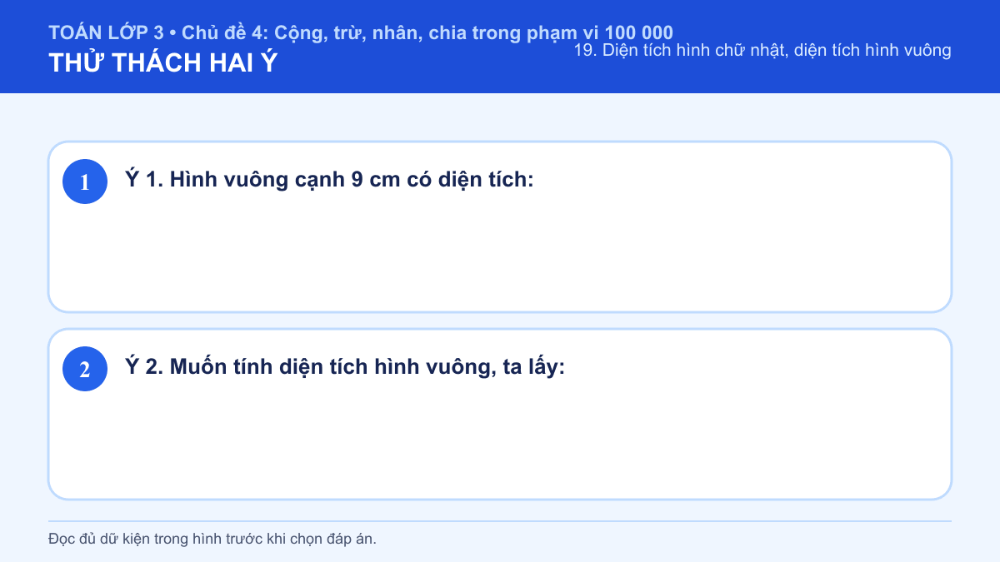 TOÁN LỚP 3 • Chủ đề 4: Cộng, trừ, nhân, chia trong phạm vi 100 000
THỬ THÁCH HAI Ý
19. Diện tích hình chữ nhật, diện tích hình vuông
1
Ý 1. Hình vuông cạnh 9 cm có diện tích:
2
Ý 2. Muốn tính diện tích hình vuông, ta lấy:
Đọc đủ dữ kiện trong hình trước khi chọn đáp án.